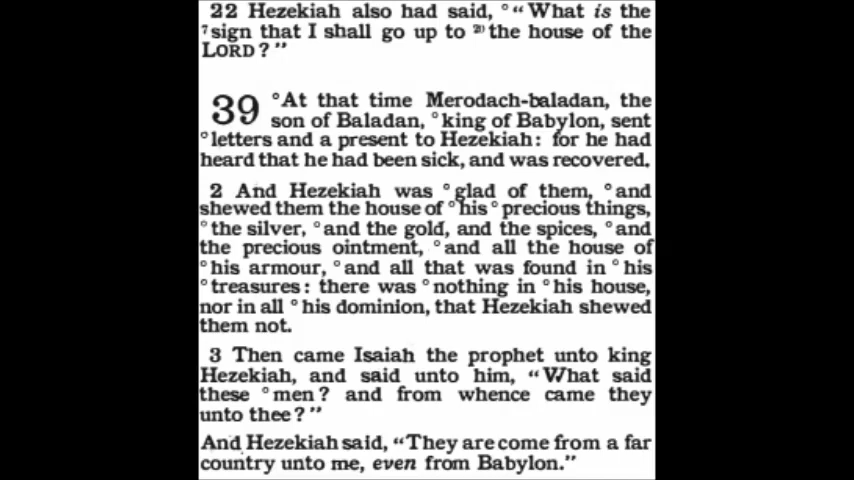 22 Hezekiah also had said, °“What is the
⁷sign that I shall go up to ²⁰ the house of the
LORD?”
39 °At that time Merodach-baladan, the
son of Baladan, °king of Babylon, sent
°letters and a present to Hezekiah: for he had
heard that he had been sick, and was recovered.
2 And Hezekiah was °glad of them, °and
shewed them the house of °his °precious things,
°the silver, °and the gold, and the spices, °and
the precious ointment, °and all the house of
°his armour, °and all that was found in °his
°treasures: there was °nothing in °his house,
nor in all °his dominion, that Hezekiah shewed
them not.
3 Then came Isaiah the prophet unto king
Hezekiah, and said unto him, “What said
these °men? and from whence came they
unto thee?”
And Hezekiah said, “They are come from a far
country unto me, even from Babylon.”